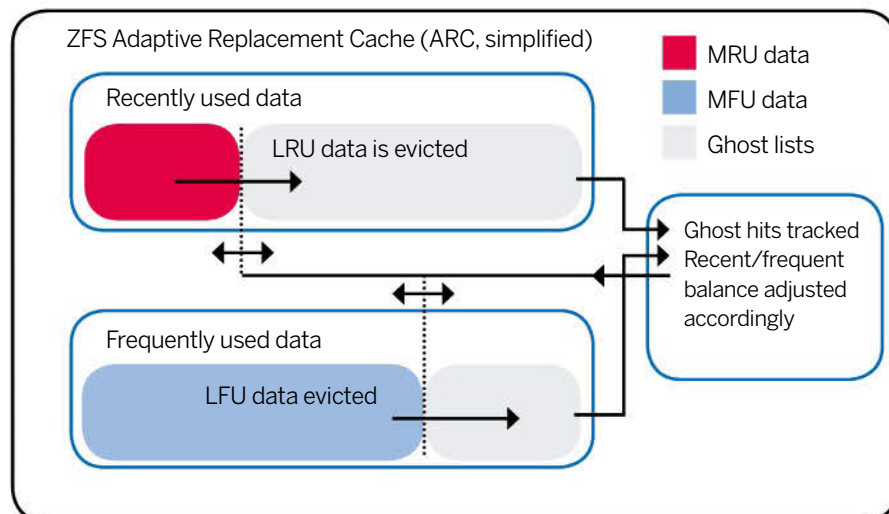 ZFS Adaptive Replacement Cache (ARC, simplified)
MRU data
MFU data
Ghost lists
Recently used data
LRU data is evicted
Ghost hits tracked
Recent/frequent
balance adjusted
accordingly
Frequently used data
LFU data evicted